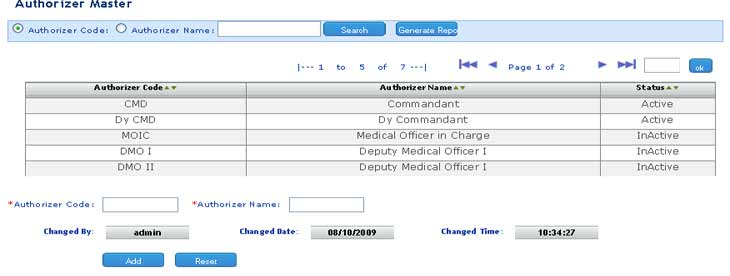 Authorizer Master
Authorizer Code: Authorizer Name: Search Generate Repo
|--- 1 to 5 of 7 ---| Page 1 of 2 ok
Authorizer Code Authorizer Name Status
CMD Commandant Active
Dy CMD Dy Commandant Active
MOIC Medical Officer in Charge InActive
DMO I Deputy Medical Officer I InActive
DMO II Deputy Medical Officer I InActive
*Authorizer Code: *Authorizer Name:
Changed By: admin Changed Date: 08/10/2009 Changed Time: 10:34:27
Add Reset